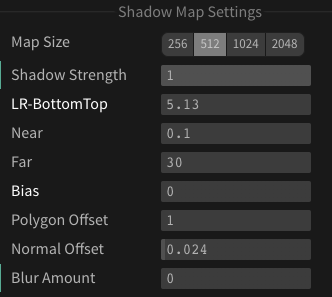 Shadow Map Settings
Map Size 256 512 1024 2048
Shadow Strength 1
LR-BottomTop 5.13
Near 0.1
Far 30
Bias 0
Polygon Offset 1
Normal Offset 0.024
Blur Amount 0